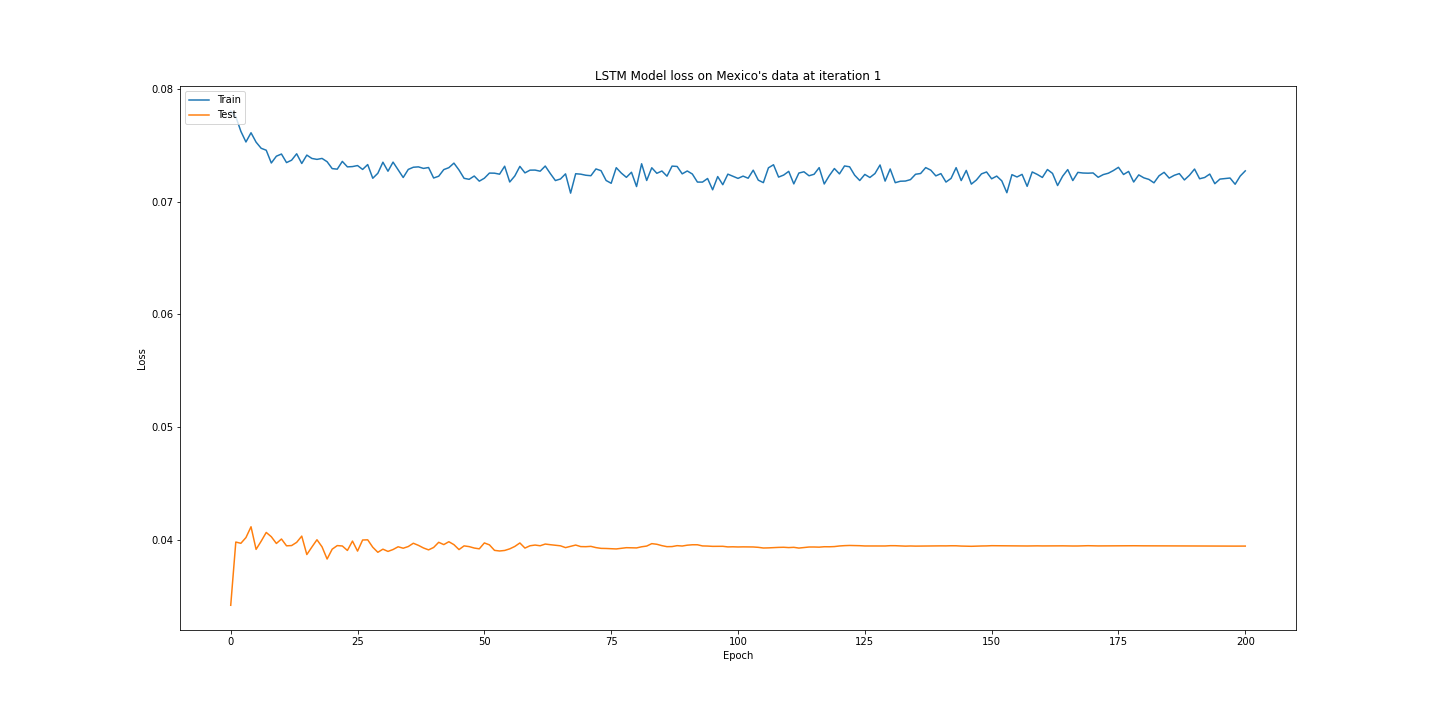 LSTM Model loss on Mexico's data at iteration 1
Train
Test
0.08
0.07
0.06
0.05
0.04
Loss
0 25 50 75 100 125 150 175 200
Epoch